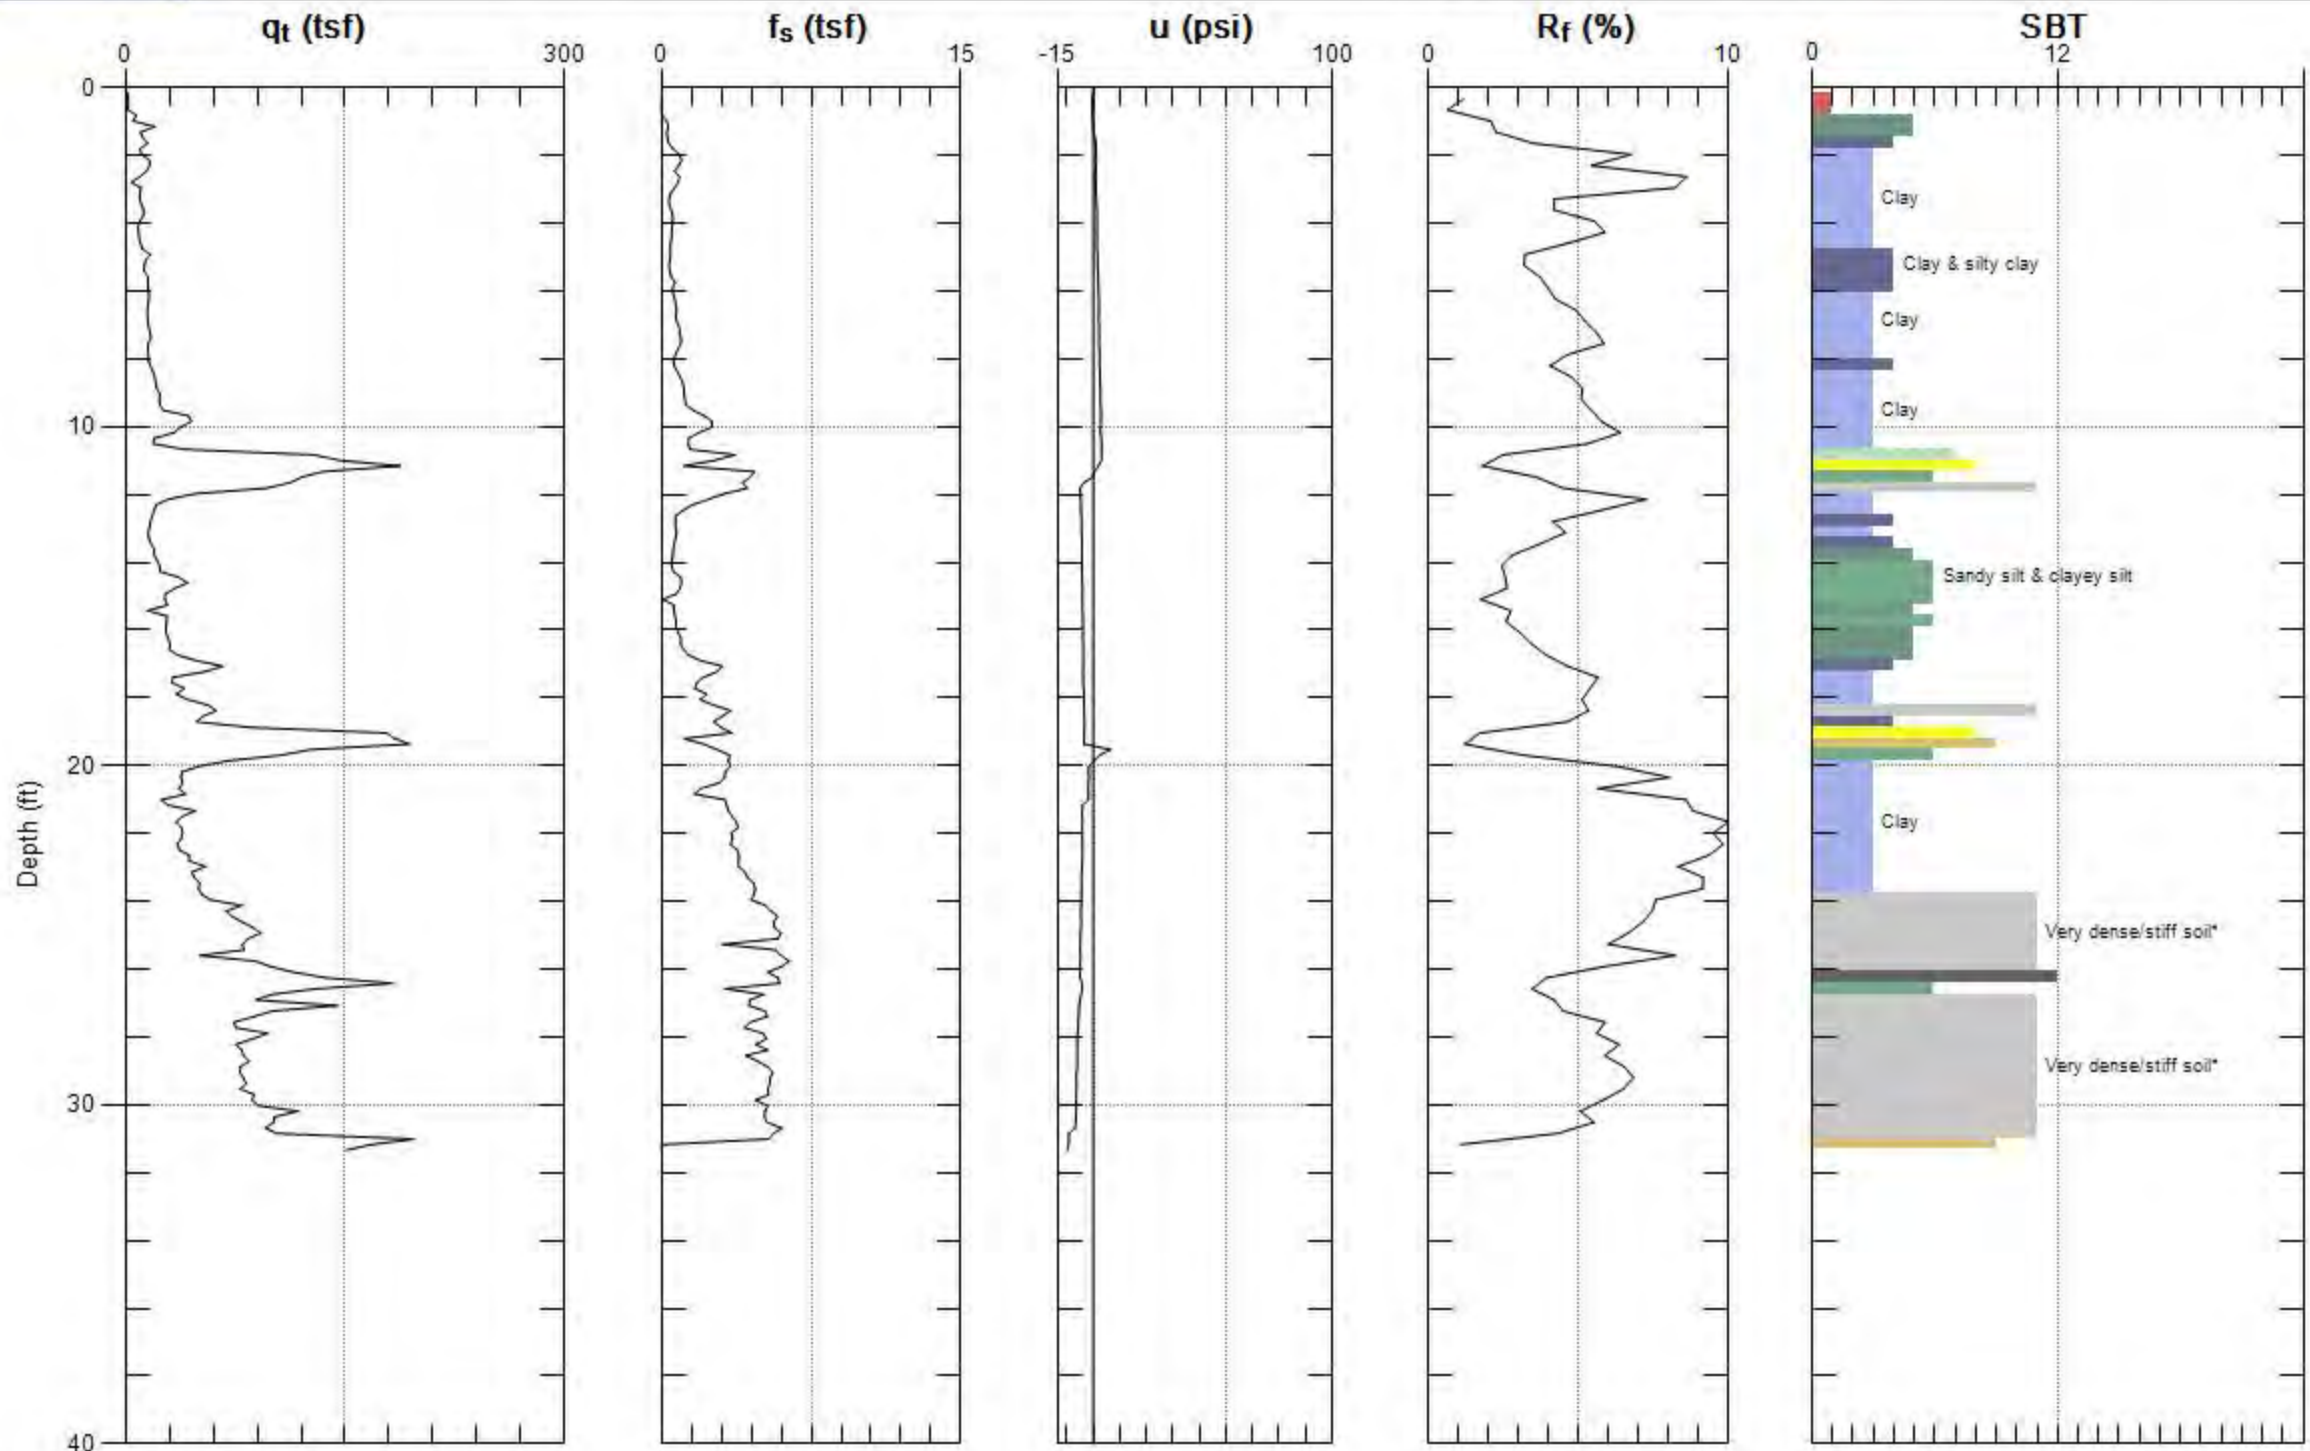 qt (tsf) fs (tsf) u (psi) Rf (%) SBT
0 300 0 15 -15 100 0 10 0 12
0
Clay
Clay & silty clay
Clay
Clay
10
Sandy silt & clayey silt
20
Depth (ft)
Clay
Very dense/stiff soil*
Very dense/stiff soil*
30
40